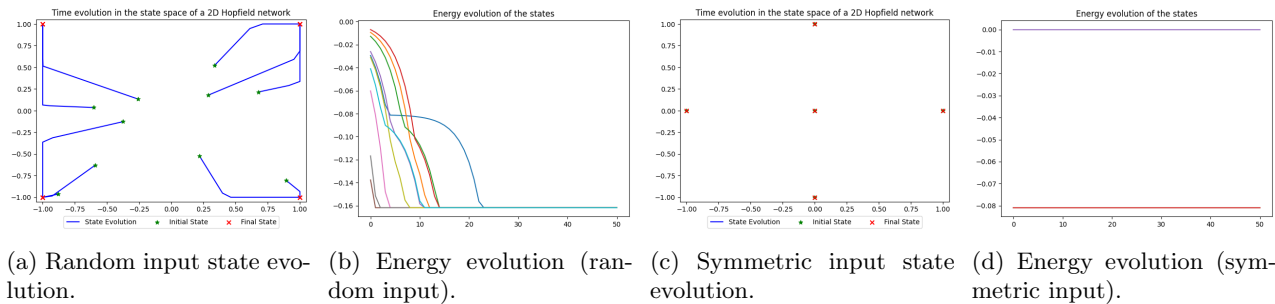 Time evolution in the state space of a 2D Hopfield network
1.00
0.75
0.50
0.25
0.00
−0.25
−0.50
−0.75
−1.00
−1.00 −0.75 −0.50 −0.25 0.00 0.25 0.50 0.75 1.00
State Evolution Initial State Final State
(a) Random input state evo-
lution.
Energy evolution of the states
0.00
−0.02
−0.04
−0.06
−0.08
−0.10
−0.12
−0.14
−0.16
0 10 20 30 40 50
(b) Energy evolution (ran-
dom input).
Time evolution in the state space of a 2D Hopfield network
1.00
0.75
0.50
0.25
0.00
−0.25
−0.50
−0.75
−1.00
−1.00 −0.75 −0.50 −0.25 0.00 0.25 0.50 0.75 1.00
State Evolution Initial State Final State
(c) Symmetric input state
evolution.
Energy evolution of the states
0.00
−0.01
−0.02
−0.03
−0.04
−0.05
−0.06
−0.07
−0.08
0 10 20 30 40 50
(d) Energy evolution (sym-
metric input).